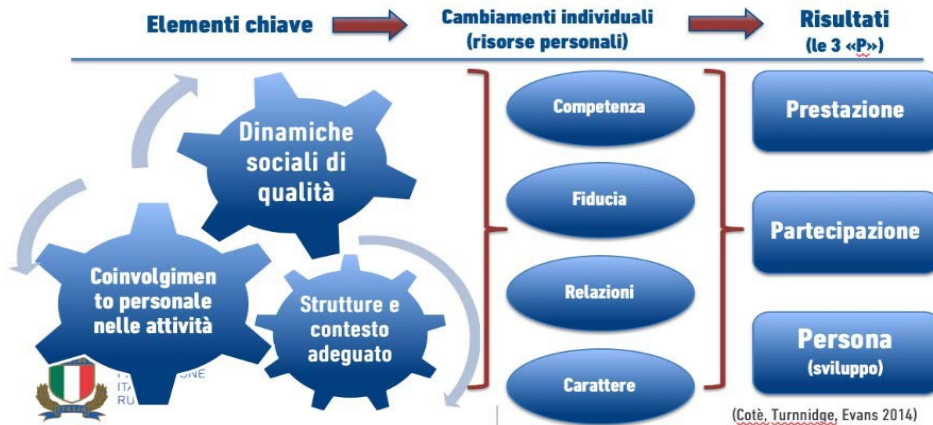 Elementi chiave
Cambiamenti individuali
(risorse personali)
Risultati
(le 3 «P»)
Dinamiche
sociali di
qualità
Coinvolgimen
to personale
nelle attività
Strutture e
contesto
adeguato
Competenza
Fiducia
Relazioni
Carattere
Prestazione
Partecipazione
Persona
(sviluppo)
ITALIA
(Cotè, Turnnidge, Evans 2014)